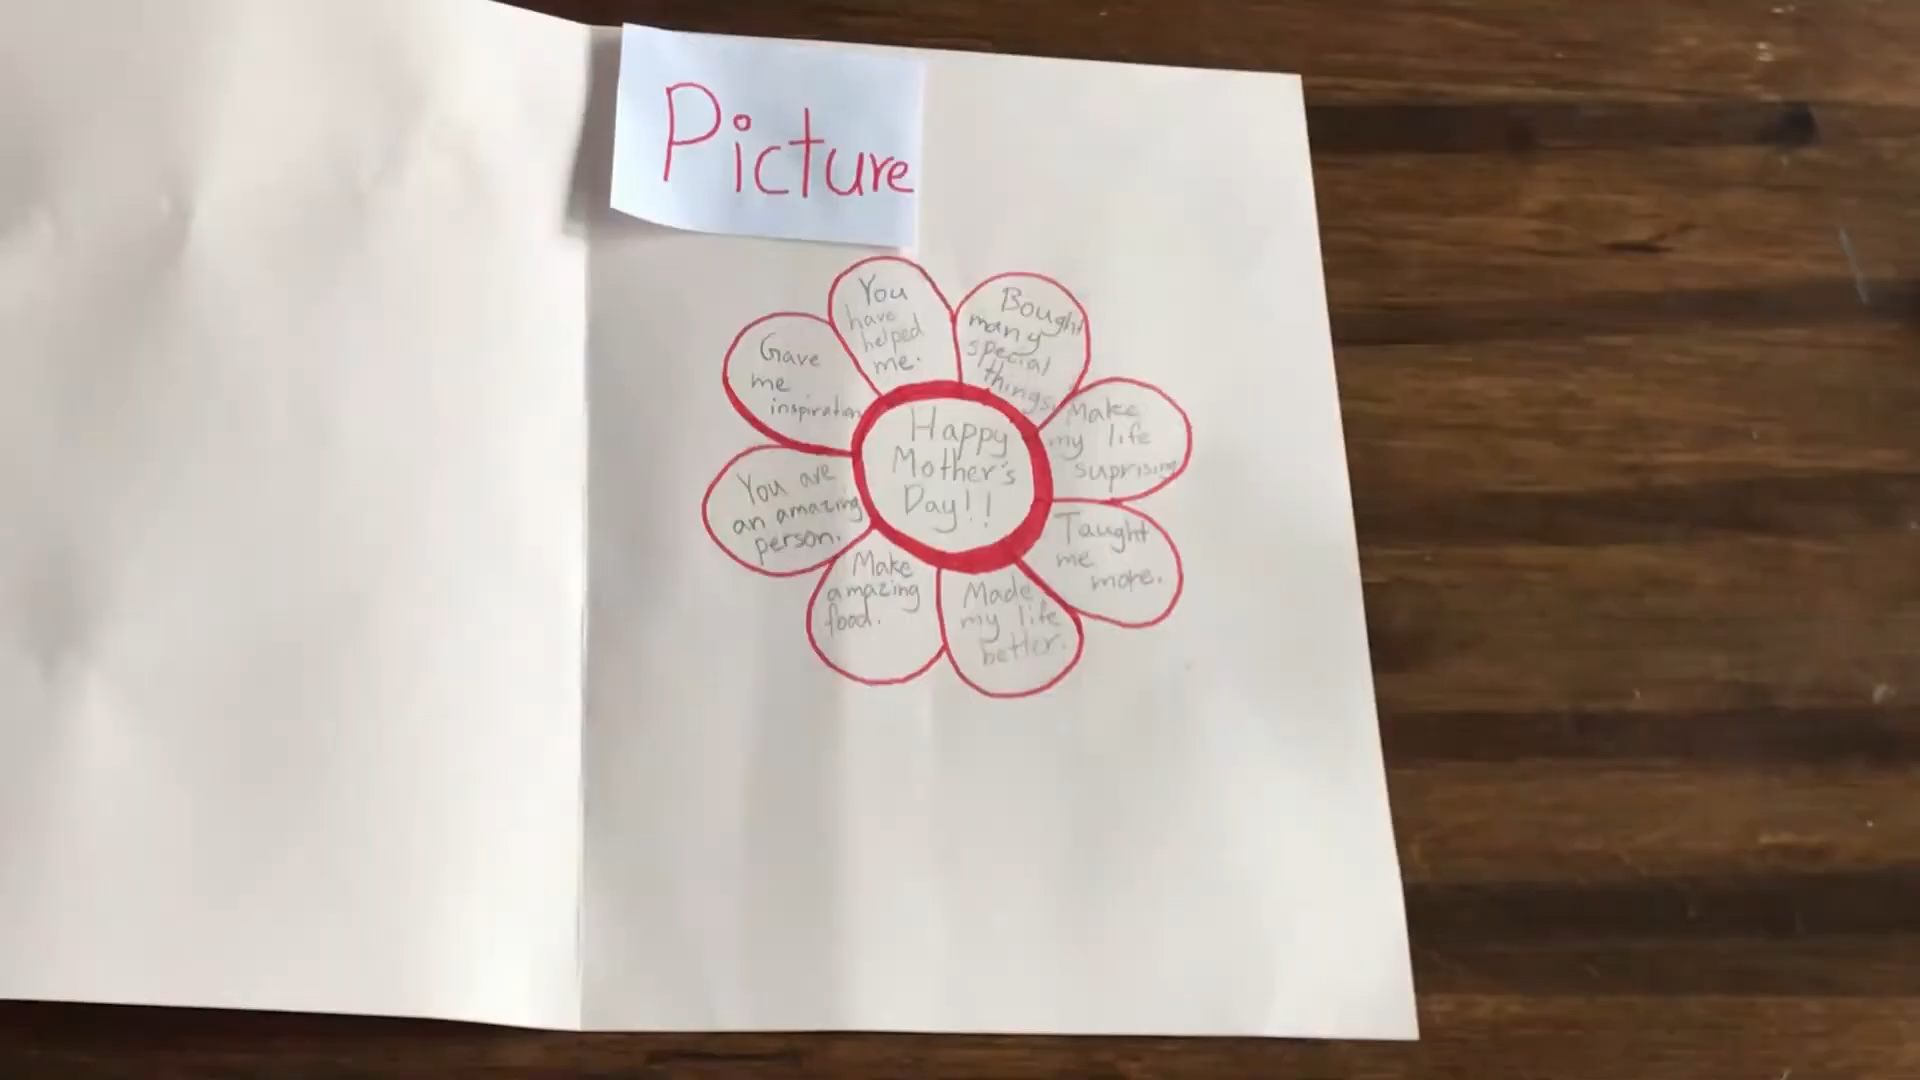 Picture
You
have
helped
me.
Bought
many
special
things.
Make
my life
suprising
Taught
me
more.
Made
my life
better.
Make
amazing
food.
You are
an amazing
person.
Gave
me
inspiration
Happy
Mother's
Day!!